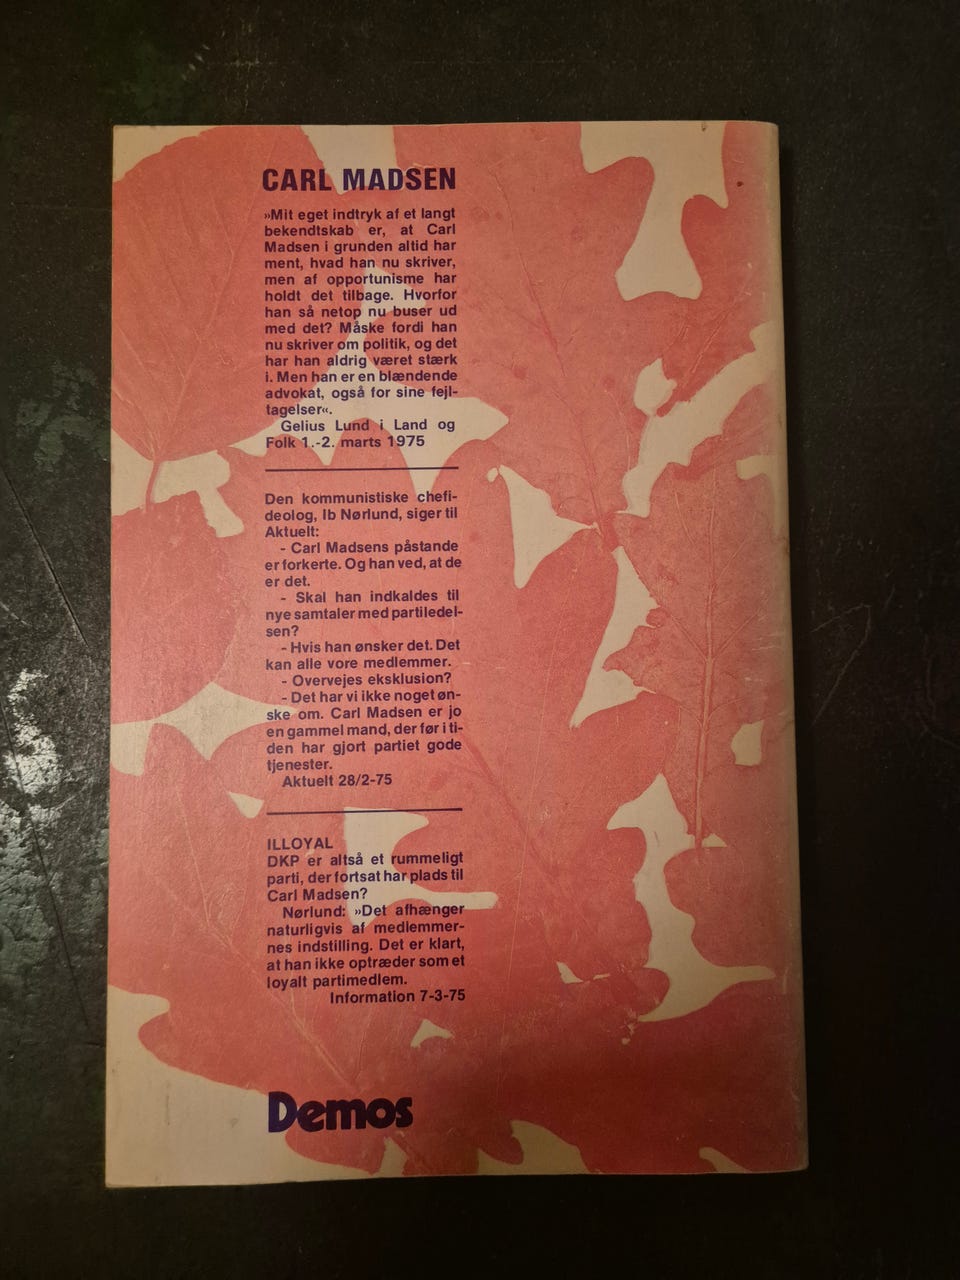 CARL MADSEN
»Mit eget indtryk af et langt
bekendtskab er, at Carl
Madsen i grunden altid har
ment, hvad han nu skriver,
men af opportunisme har
holdt det tilbage. Hvorfor
han så netop nu buser ud
med det? Måske fordi han
nu skriver om politik, og det
har han aldrig været stærk
i. Men han er en blændende
advokat, også for sine fejl-
tagelser«.
Gelius Lund i Land og
Folk 1.-2. marts 1975
Den kommunistiske chefi-
deolog, Ib Nørlund, siger til
Aktuelt:
- Carl Madsens påstande
er forkerte. Og han ved, at de
er det.
- Skal han indkaldes til
nye samtaler med partiledel-
sen?
- Hvis han ønsker det. Det
kan alle vore medlemmer.
- Overvejes eksklusion?
- Det har vi ikke noget øn-
ske om. Carl Madsen er jo
en gammel mand, der før i ti-
den har gjort partiet gode
tjenester.
Aktuelt 28/2-75
ILLOYAL
DKP er altså et rummeligt
parti, der fortsat har plads til
Carl Madsen?
Nørlund: »Det afhænger
naturligvis af medlemmer-
nes indstilling. Det er klart,
at han ikke optræder som et
loyalt partimedlem.
Information 7-3-75
Demos